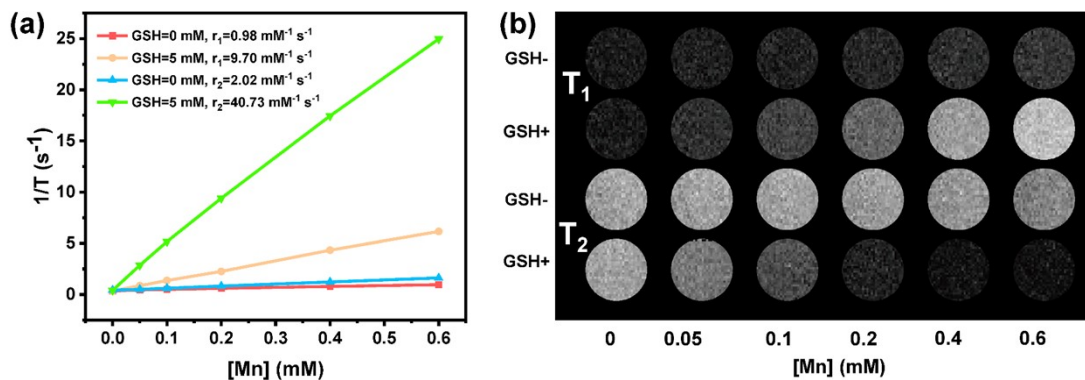 (a)
GSH=0 mM, r₁=0.98 mM⁻¹ s⁻¹
GSH=5 mM, r₁=9.70 mM⁻¹ s⁻¹
GSH=0 mM, r₂=2.02 mM⁻¹ s⁻¹
GSH=5 mM, r₂=40.73 mM⁻¹ s⁻¹
1/T (s⁻¹)
25
20
15
10
5
0
0.0 0.1 0.2 0.3 0.4 0.5 0.6
[Mn] (mM)
(b)
T₁
GSH-
GSH+
T₂
GSH-
GSH+
0 0.05 0.1 0.2 0.4 0.6
[Mn] (mM)